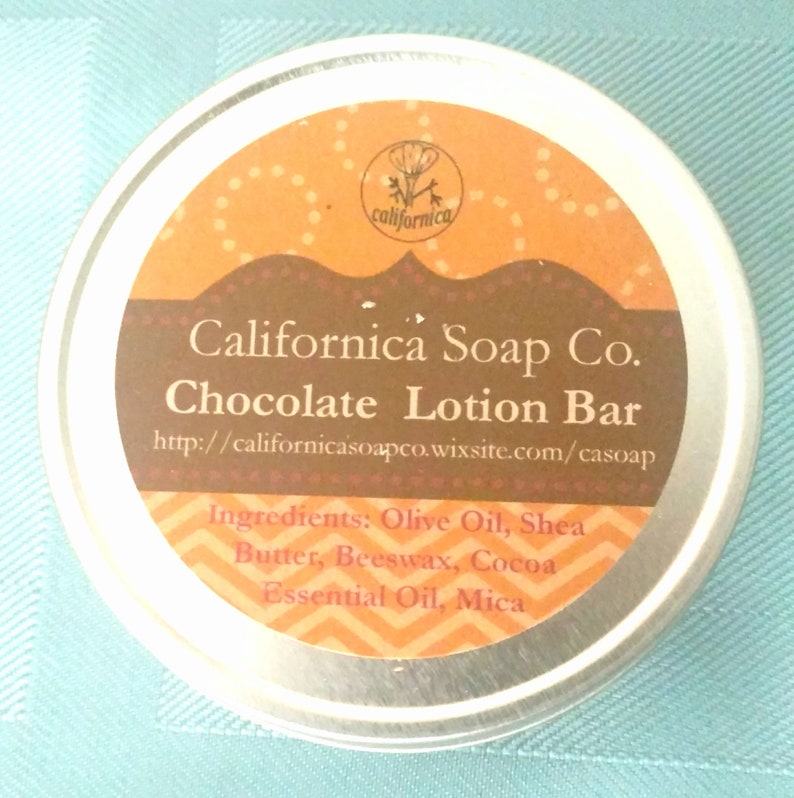 californica
Californica Soap Co.
Chocolate Lotion Bar
http://californicasoapco.wixsite.com/casoap
Ingredients: Olive Oil, Shea
Butter, Beeswax, Cocoa
Essential Oil, Mica